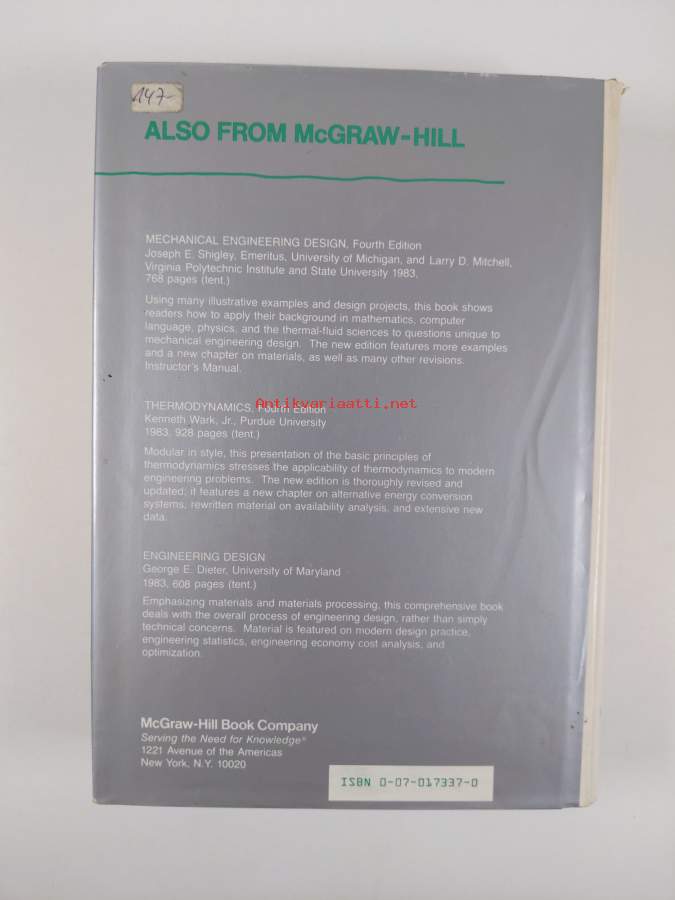 147-
ALSO FROM McGRAW-HILL
MECHANICAL ENGINEERING DESIGN, Fourth Edition
Joseph E. Shigley, Emeritus, University of Michigan, and Larry D. Mitchell,
Virginia Polytechnic Institute and State University 1983,
768 pages (tent.)
Using many illustrative examples and design projects, this book shows
readers how to apply their background in mathematics, computer
language, physics, and the thermal-fluid sciences to questions unique to
mechanical engineering design. The new edition features more examples
and a new chapter on materials, as well as many other revisions.
Instructor's Manual.
Antikvariaatti.net
THERMODYNAMICS, Fourth Edition
Kenneth Wark, Jr., Purdue University
1983, 928 pages (tent.)
Modular in style, this presentation of the basic principles of
thermodynamics stresses the applicability of thermodynamics to modern
engineering problems. The new edition is thoroughly revised and
updated; it features a new chapter on alternative energy conversion
systems, rewritten material on availability analysis, and extensive new
data.
ENGINEERING DESIGN
George E. Dieter, University of Maryland
1983, 608 pages (tent.)
Emphasizing materials and materials processing, this comprehensive book
deals with the overall process of engineering design, rather than simply
technical concerns. Material is featured on modern design practice,
engineering statistics, engineering economy cost analysis, and
optimization.
McGraw-Hill Book Company
Serving the Need for Knowledge®
1221 Avenue of the Americas
New York, N.Y. 10020
ISBN 0-07-017337-0